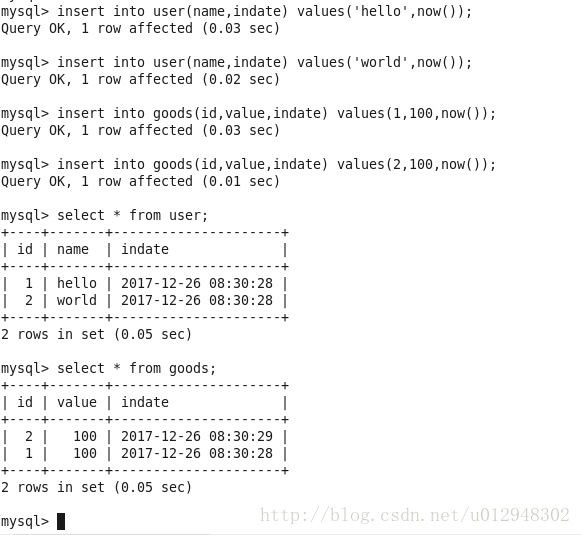 mysql> insert into user(name,indate) values('hello',now());
Query OK, 1 row affected (0.03 sec)
mysql> insert into user(name,indate) values('world',now());
Query OK, 1 row affected (0.02 sec)
mysql> insert into goods(id,value,indate) values(1,100,now());
Query OK, 1 row affected (0.03 sec)
mysql> insert into goods(id,value,indate) values(2,100,now());
Query OK, 1 row affected (0.01 sec)
mysql> select * from user;
+----+-------+---------------------+
| id | name  | indate              |
+----+-------+---------------------+
|  1 | hello | 2017-12-26 08:30:28 |
|  2 | world | 2017-12-26 08:30:28 |
+----+-------+---------------------+
2 rows in set (0.05 sec)
mysql> select * from goods;
+----+-------+---------------------+
| id | value | indate              |
+----+-------+---------------------+
|  2 |   100 | 2017-12-26 08:30:29 |
|  1 |   100 | 2017-12-26 08:30:28 |
+----+-------+---------------------+
2 rows in set (0.05 sec)
mysql>
http://blog.csdn.net/u012948302